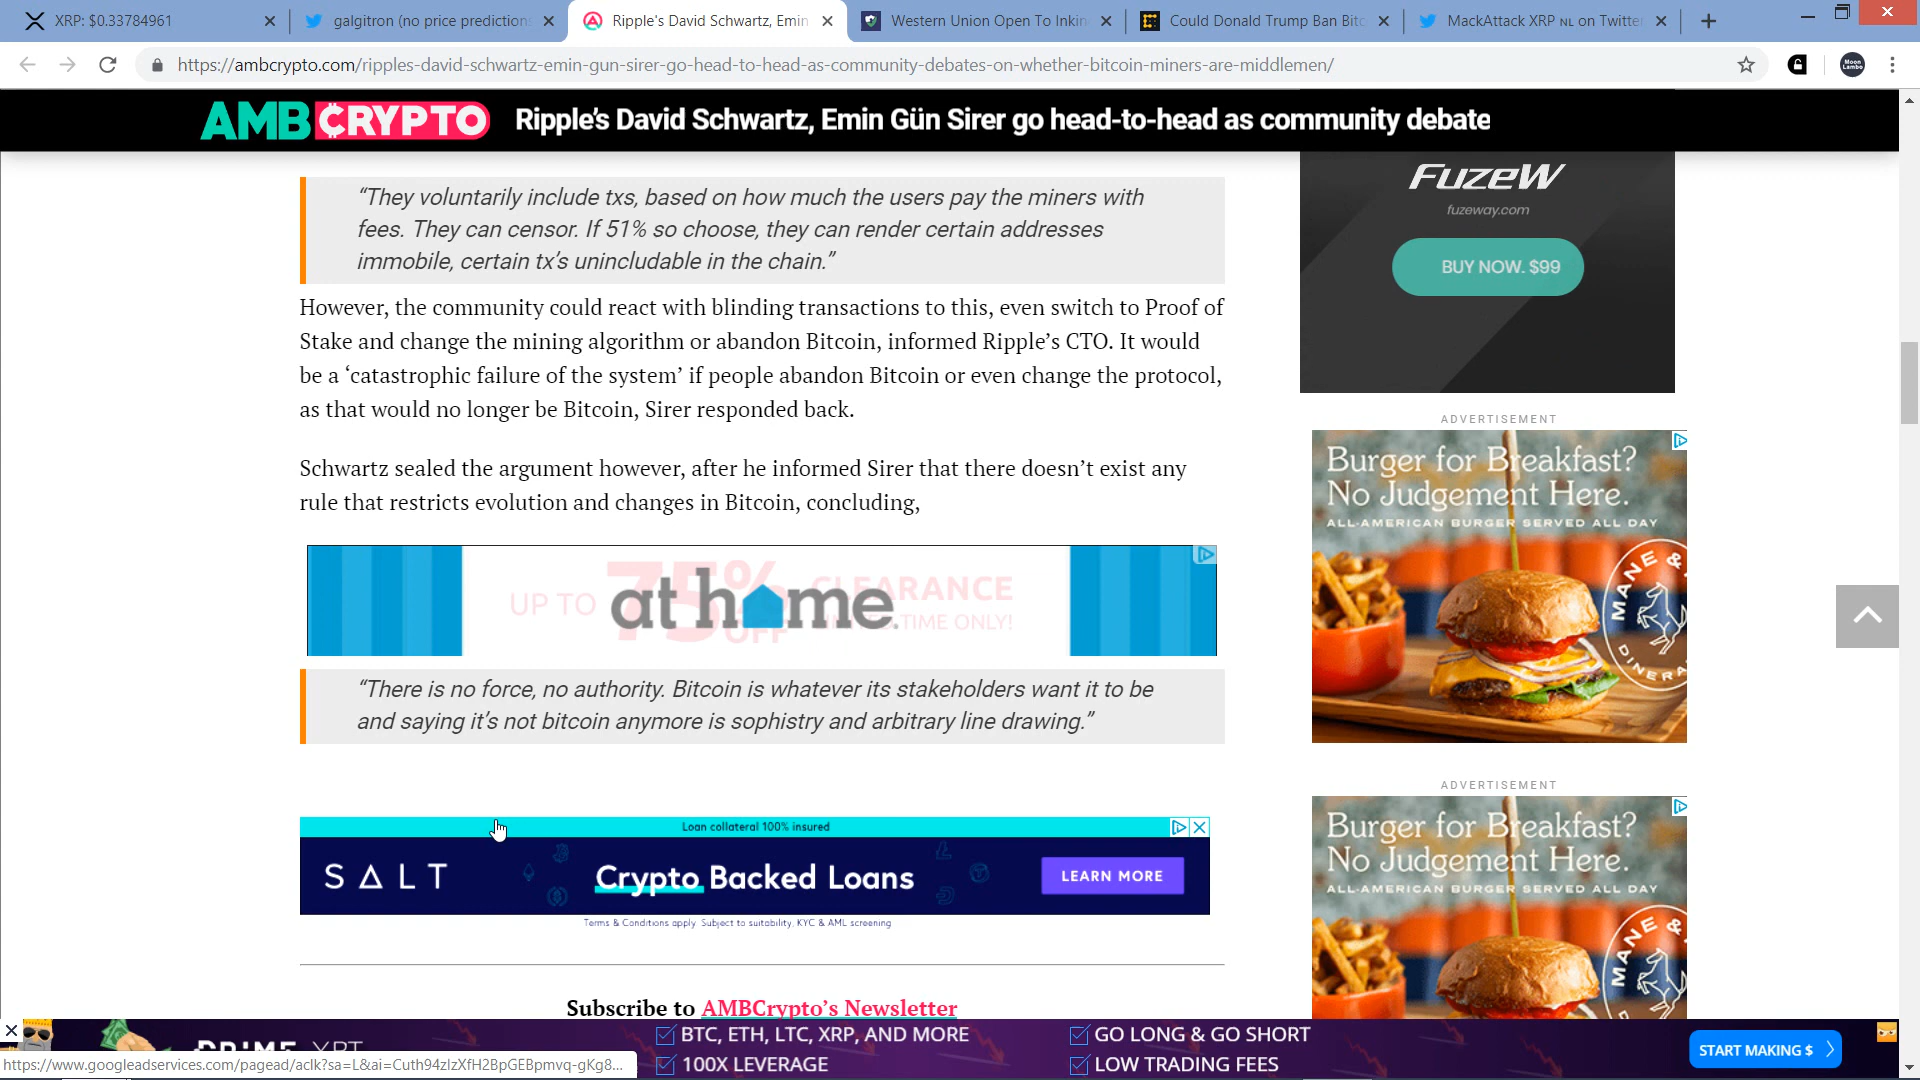 XRP: $0.33784961
galgitron (no price predictions
Ripple's David Schwartz, Emin
Western Union Open To Inkin
Could Donald Trump Ban Bitc
MackAttack XRP NL on Twitter
https://ambcrypto.com/ripples-david-schwartz-emin-gun-sirer-go-head-to-head-as-community-debates-on-whether-bitcoin-miners-are-middlemen/
Moon Lambo
AMBCRYPTO
Ripple's David Schwartz, Emin Gün Sirer go head-to-head as community debate
“They voluntarily include txs, based on how much the users pay the miners with
fees. They can censor. If 51% so choose, they can render certain addresses
immobile, certain tx’s unincludable in the chain.”
However, the community could react with blinding transactions to this, even switch to Proof of
Stake and change the mining algorithm or abandon Bitcoin, informed Ripple’s CTO. It would
be a ‘catastrophic failure of the system’ if people abandon Bitcoin or even change the protocol,
as that would no longer be Bitcoin, Sirer responded back.
Schwartz sealed the argument however, after he informed Sirer that there doesn’t exist any
rule that restricts evolution and changes in Bitcoin, concluding,
UP TO 75% OFF CLEARANCE
TIME ONLY!
at home.
“There is no force, no authority. Bitcoin is whatever its stakeholders want it to be
and saying it’s not bitcoin anymore is sophistry and arbitrary line drawing.”
Loan collateral 100% insured
SALT
Crypto Backed Loans
LEARN MORE
Terms & Conditions apply. Subject to suitability, KYC & AML screening
Subscribe to AMBCrypto’s Newsletter
FUZEW
fuzeway.com
BUY NOW. $99
ADVERTISEMENT
Burger for Breakfast?
No Judgement Here.
ALL-AMERICAN BURGER SERVED ALL DAY
MANE &
DINER
ADVERTISEMENT
Burger for Breakfast?
No Judgement Here.
ALL-AMERICAN BURGER SERVED ALL DAY
MANE &
PRIME XBT
BTC, ETH, LTC, XRP, AND MORE
100X LEVERAGE
GO LONG & GO SHORT
LOW TRADING FEES
START MAKING $
https://www.googleadservices.com/pagead/aclk?sa=L&ai=Cuth94zIzXfH2BpGEBpmvq-gKg8...